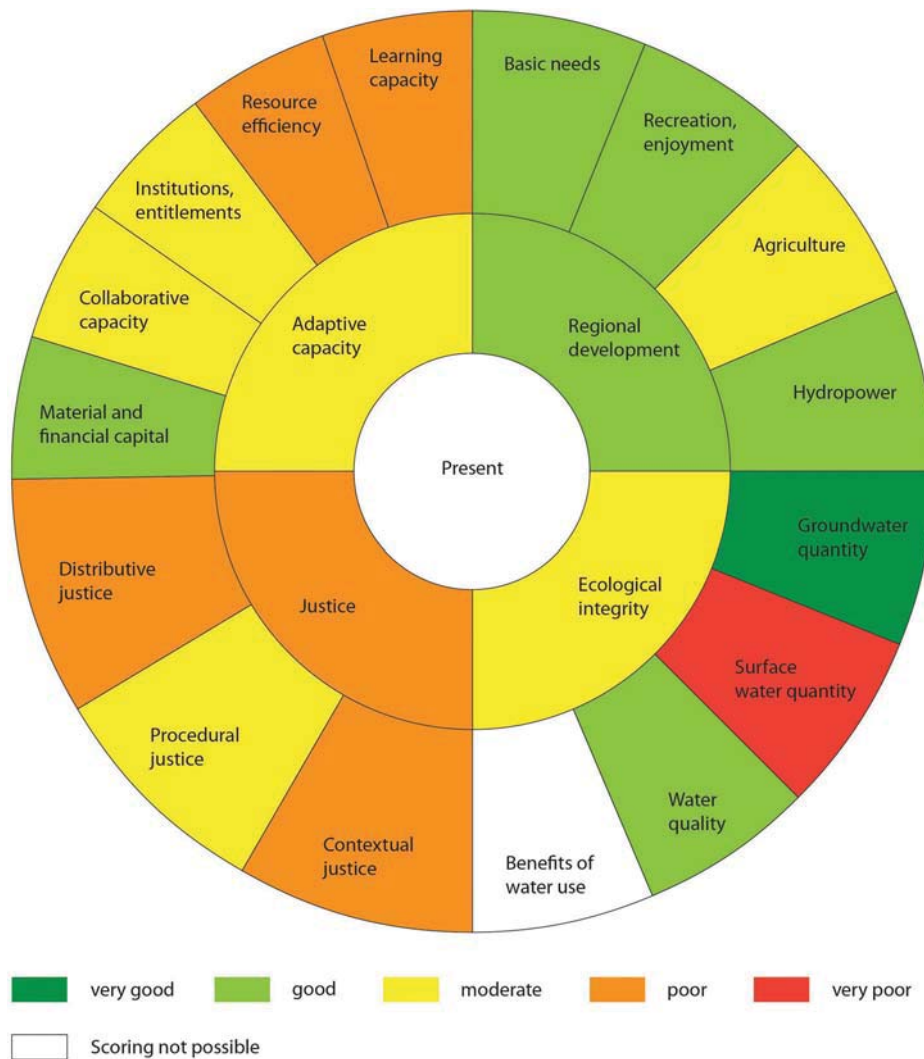 Learning
capacity
Basic needs
Resource
efficiency
Recreation,
enjoyment
Institutions,
entitlements
Agriculture
Collaborative
capacity
Adaptive
capacity
Regional
development
Hydropower
Material and
financial capital
Present
Groundwater
quantity
Distributive
justice
Justice
Ecological
integrity
Surface
water quantity
Procedural
justice
Water
quality
Contextual
justice
Benefits of
water use
very good
good
moderate
poor
very poor
Scoring not possible